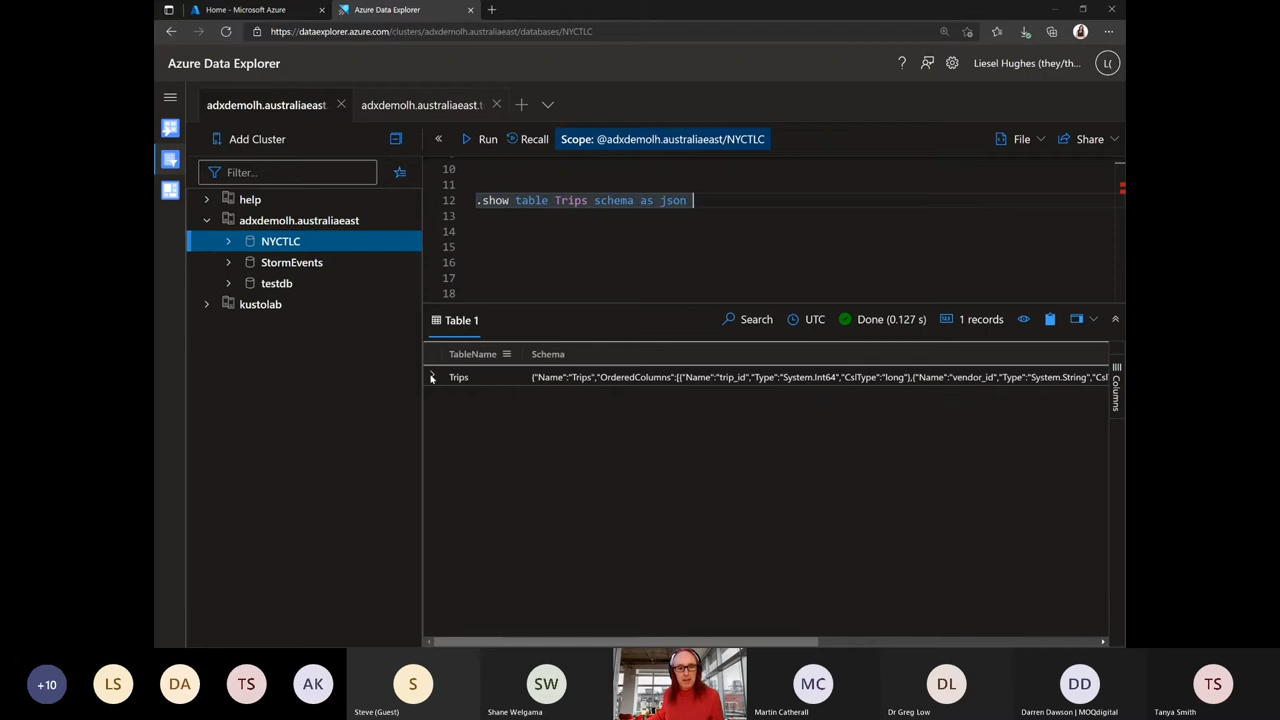 Home - Microsoft Azure
Azure Data Explorer
https://dataexplorer.azure.com/clusters/adxdemolh.australiaeast/databases/NYCTLC
Azure Data Explorer
Liesel Hughes (they/th...
L(
adxdemolh.australiaeast.
adxdemolh.australiaeast.t
Add Cluster
Run
Recall
Scope: @adxdemolh.australiaeast/NYCTLC
File
Share
Filter...
help
adxdemolh.australiaeast
NYCTLC
StormEvents
testdb
kustolab
10
11
12 .show table Trips schema as json
13
14
15
16
17
18
Table 1
Search
UTC
Done (0.127 s)
1 records
TableName
Schema
Trips
{"Name":"Trips","OrderedColumns":[{"Name":"trip_id","Type":"System.Int64","CslType":"long"},{"Name":"vendor_id","Type":"System.String","Csl
Columns
+10
LS
DA
TS
AK
S
Steve (Guest)
SW
Shane Welgama
MC
Martin Catherall
DL
Dr Greg Low
DD
Darren Dawson | MOQdigital
TS
Tanya Smith